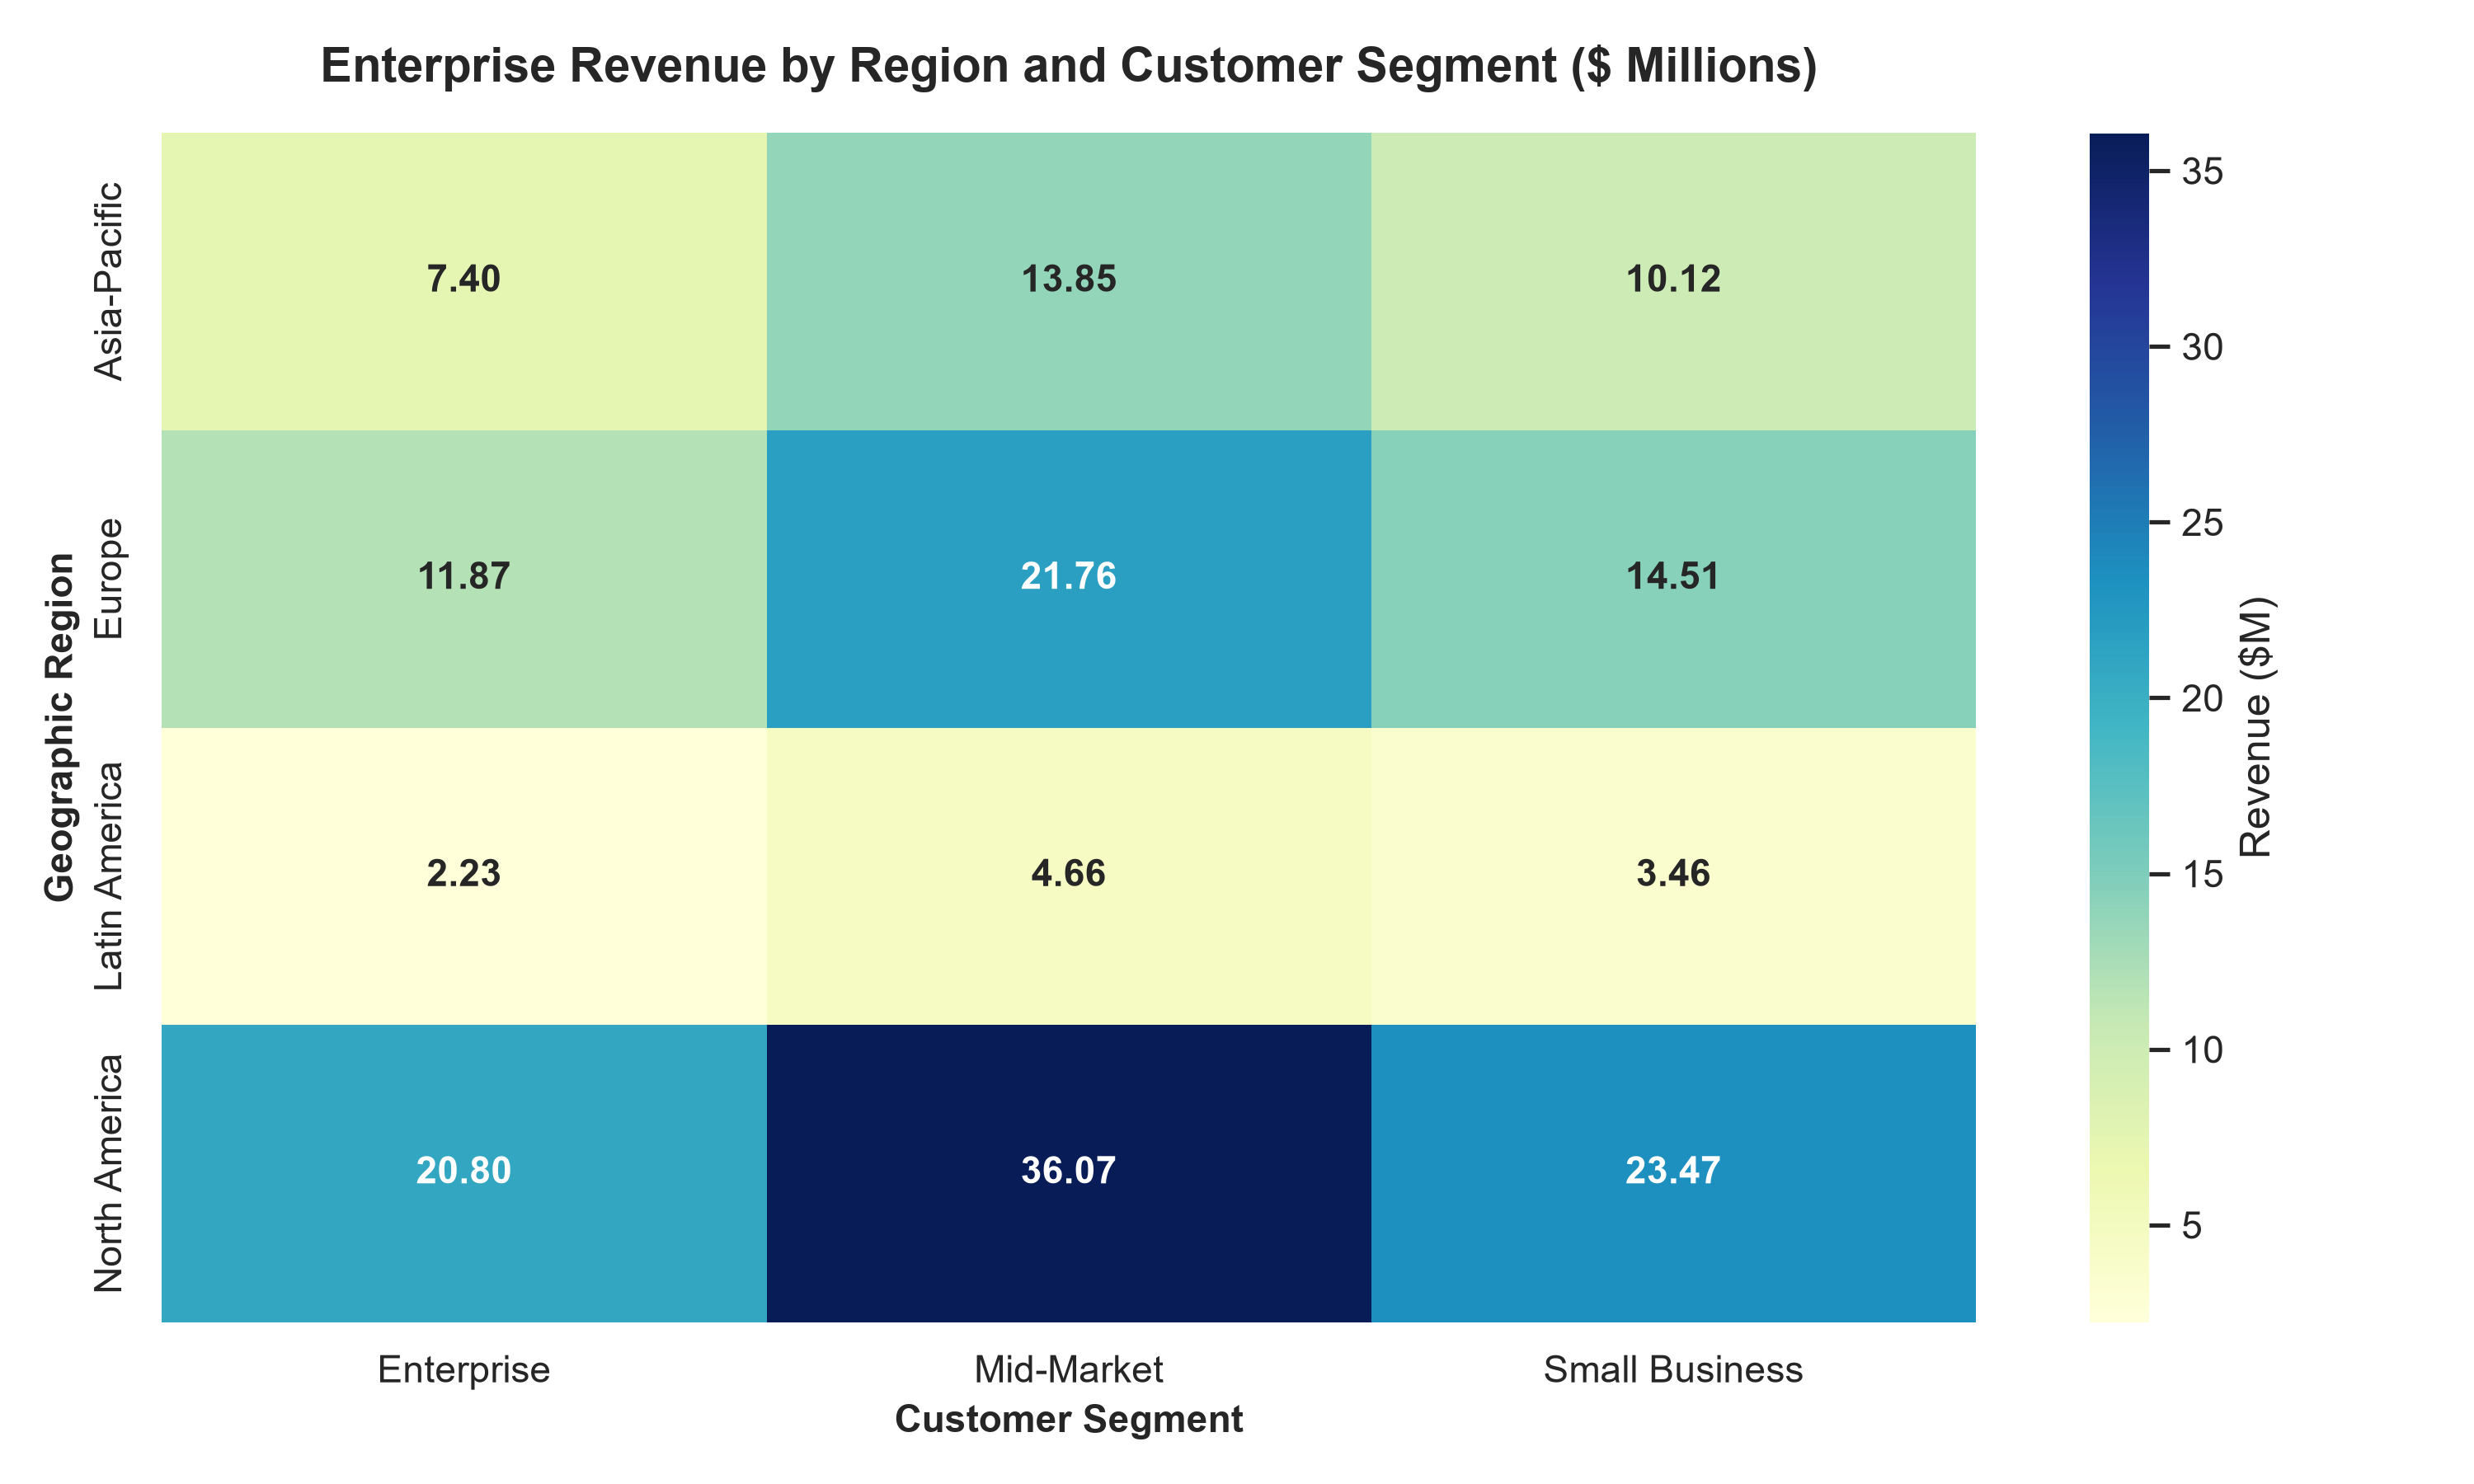 Enterprise Revenue by Region and Customer Segment ($ Millions)
Geographic Region
Asia-Pacific
7.40
13.85
10.12
Europe
11.87
21.76
14.51
Latin America
2.23
4.66
3.46
North America
20.80
36.07
23.47
Enterprise
Mid-Market
Small Business
Customer Segment
35
30
25
20
15
10
5
Revenue ($M)